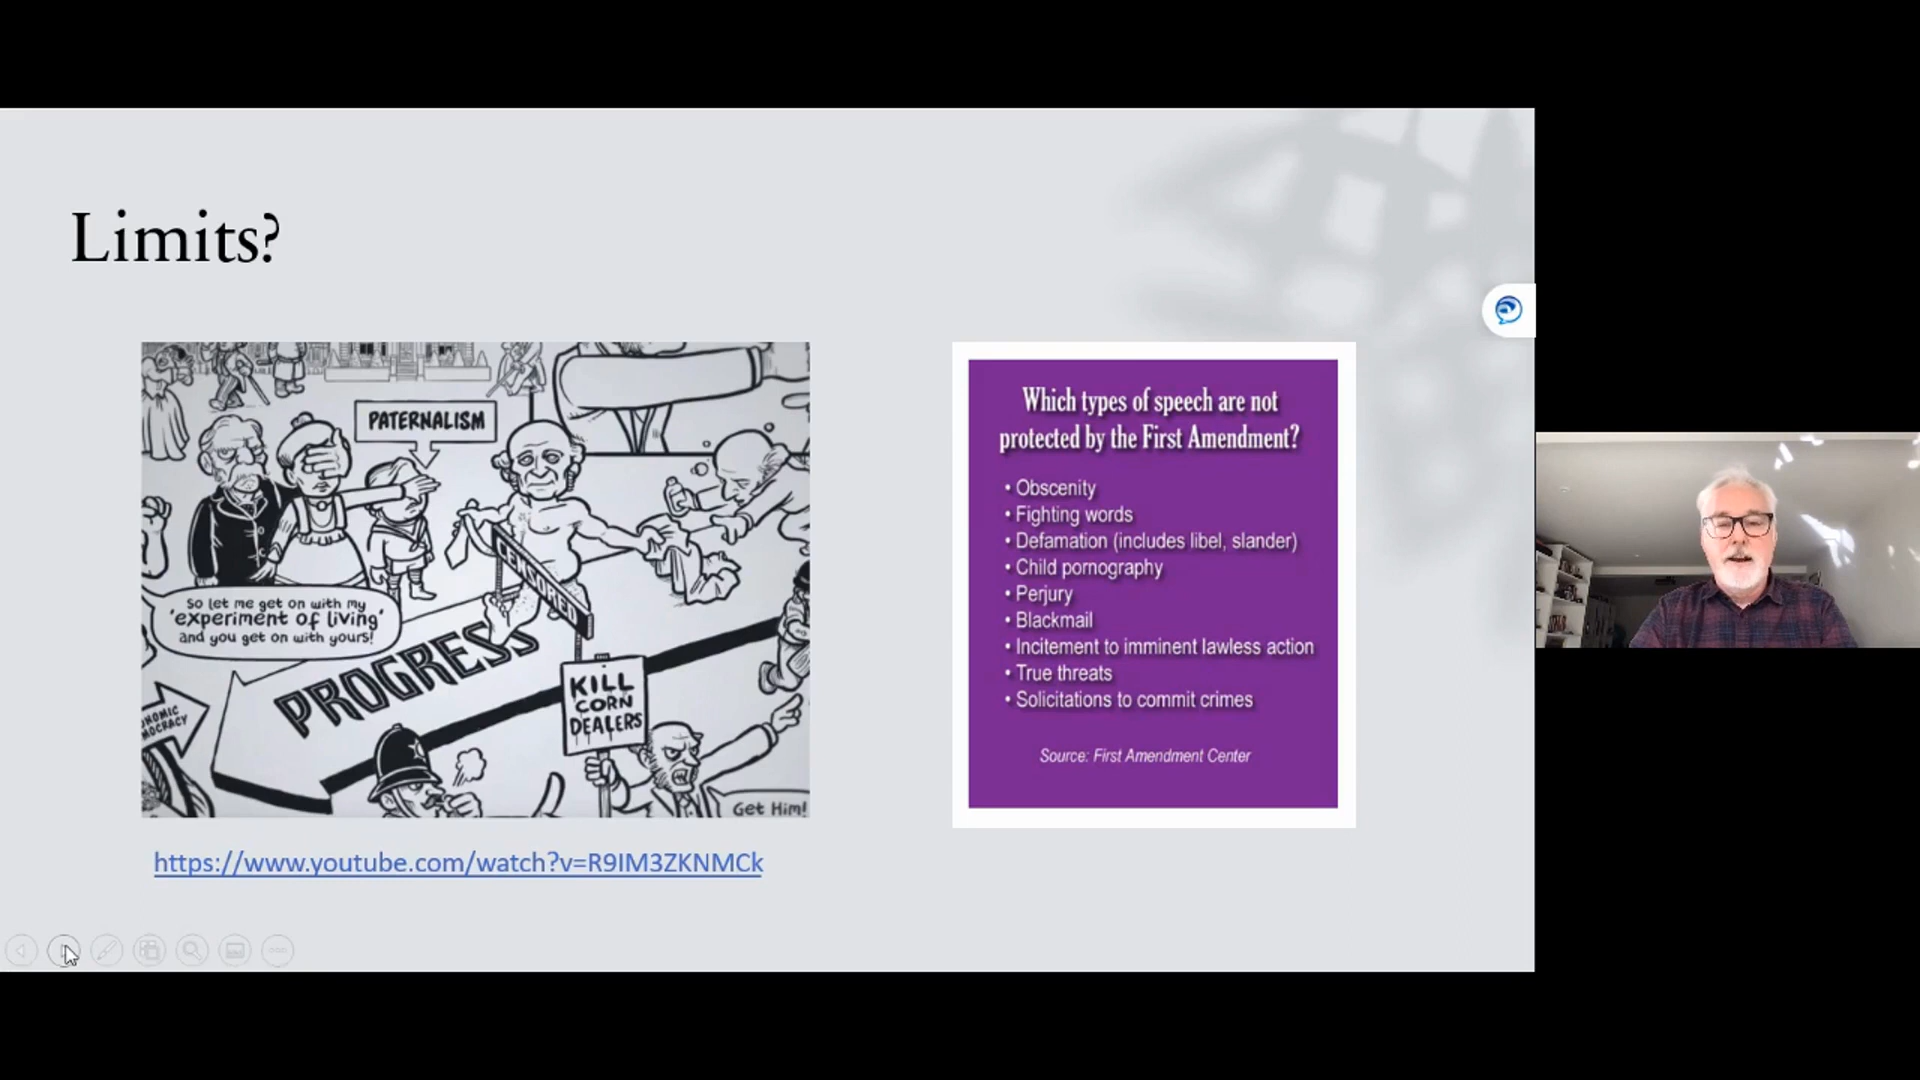 Limits?
PATERNALISM
CENSORED
So let me get on with my
'experiment of living'
and you get on with yours!
PROGRESS
KILL
CORN
DEALERS
Get Him!
https://www.youtube.com/watch?v=R9IM3ZKNMCk
Which types of speech are not
protected by the First Amendment?
• Obscenity
• Fighting words
• Defamation (includes libel, slander)
• Child pornography
• Perjury
• Blackmail
• Incitement to imminent lawless action
• True threats
• Solicitations to commit crimes
Source: First Amendment Center